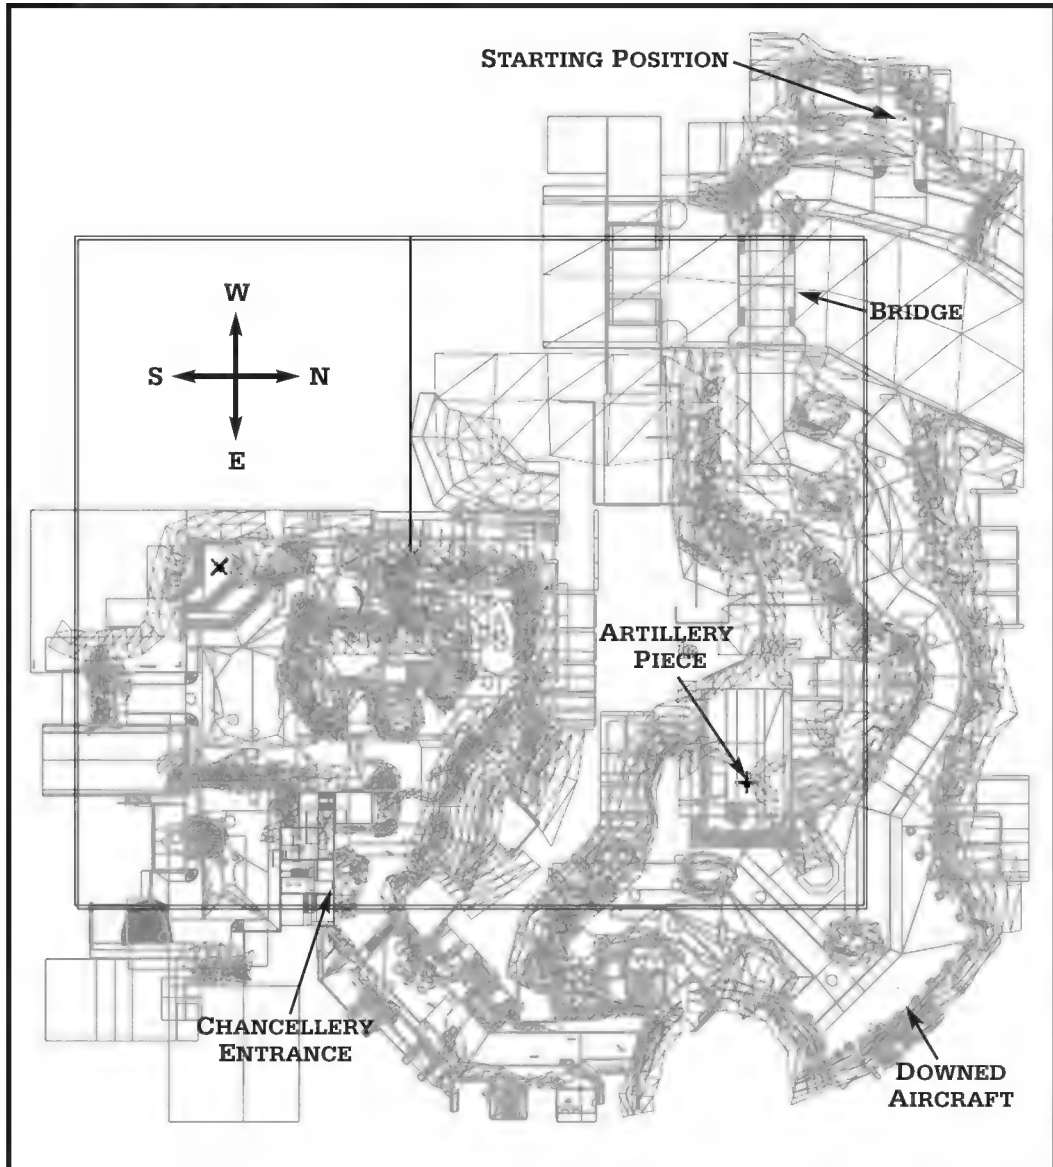 STARTING POSITION
BRIDGE
W
S N
E
ARTILLERY
PIECE
CHANCELLERY
ENTRANCE
DOWNED
AIRCRAFT